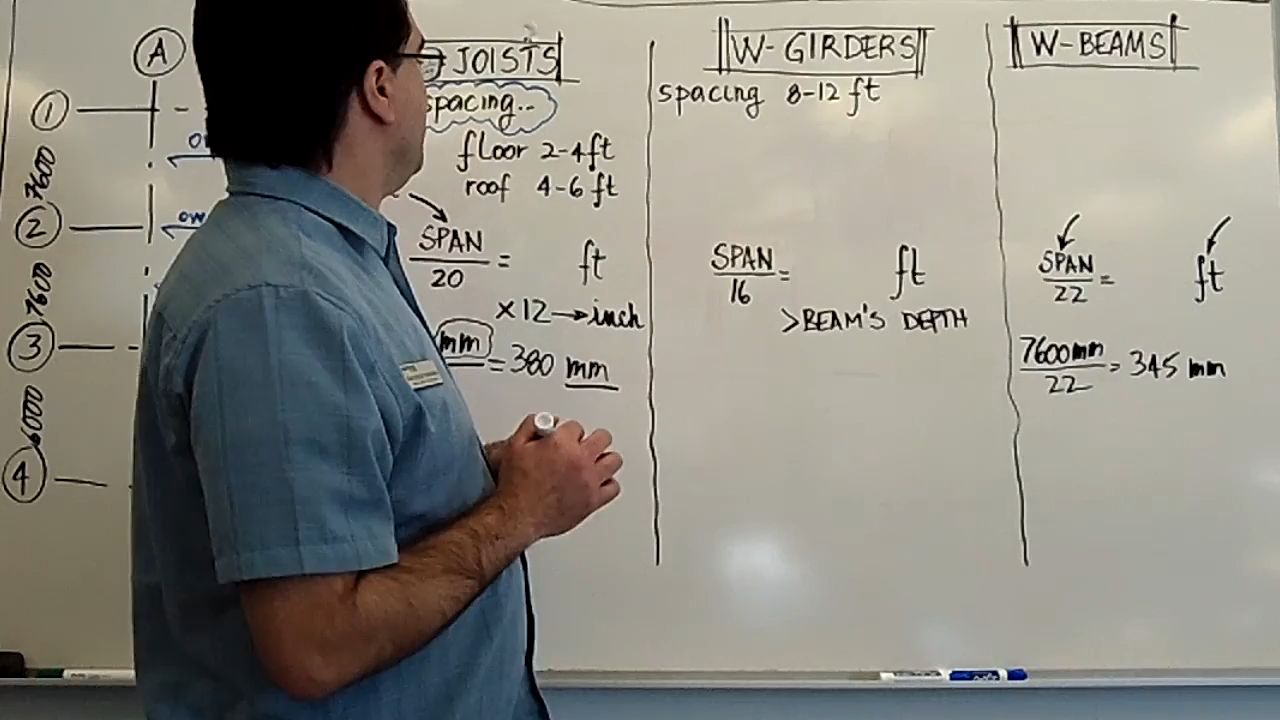 A
1
7600
2
7600
3
6000
4
JOISTS
spacing..
floor 2-4ft
roof 4-6 ft
SPAN
20
= ft
×12→inch
mm = 380 mm
W-GIRDERS
spacing 8-12 ft
SPAN
16
= ft
>BEAM'S DEPTH
W-BEAMS
SPAN
22
= ft
7600mm
22
= 345 mm